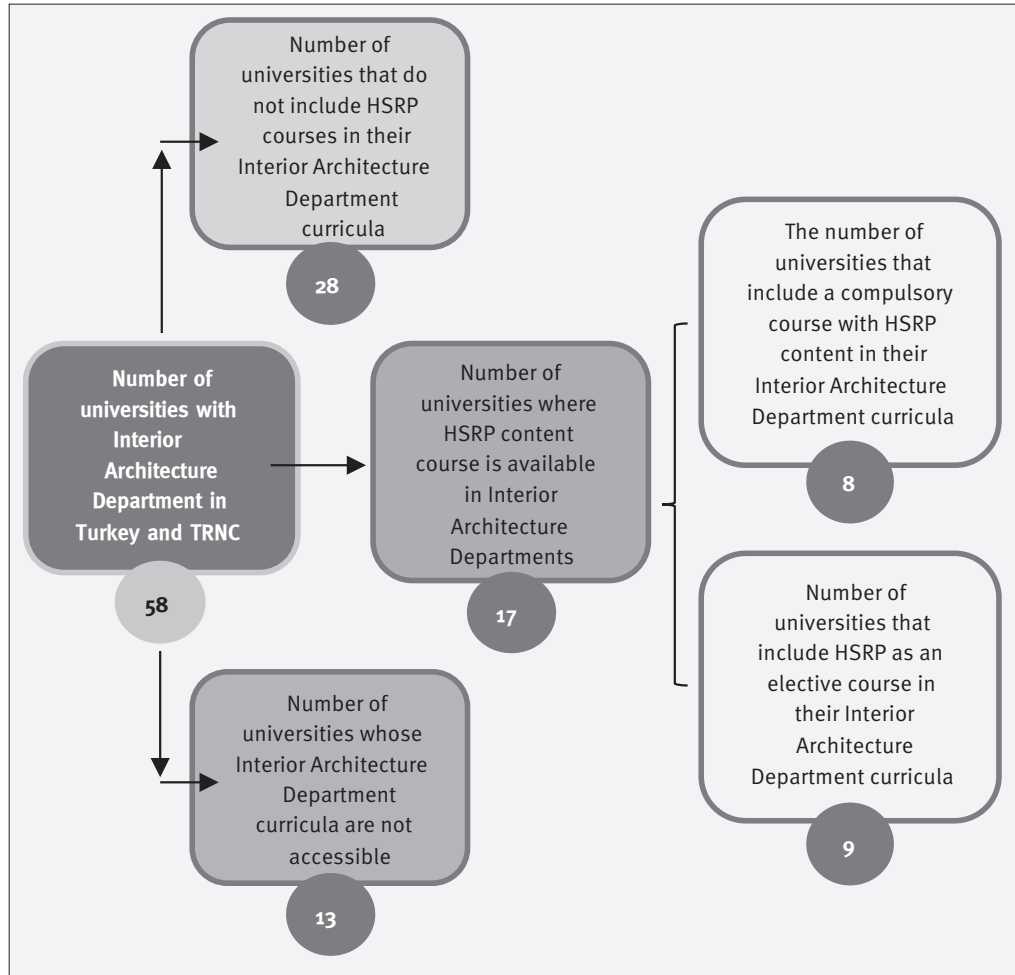 Number of
universities that do
not include HSRP
courses in their
Interior Architecture
Department
curricula
28
Number of
universities with
Interior
Architecture
Department in
Turkey and TRNC
58
Number of
universities where
HSRP content
course is available
in Interior
Architecture
Departments
17
The number of
universities that
include a compulsory
course with HSRP
content in their
Interior Architecture
Department curricula
8
Number of
universities that
include HSRP as an
elective course in
their Interior
Architecture
Department curricula
9
Number of
universities whose
Interior Architecture
Department
curricula are not
accessible
13